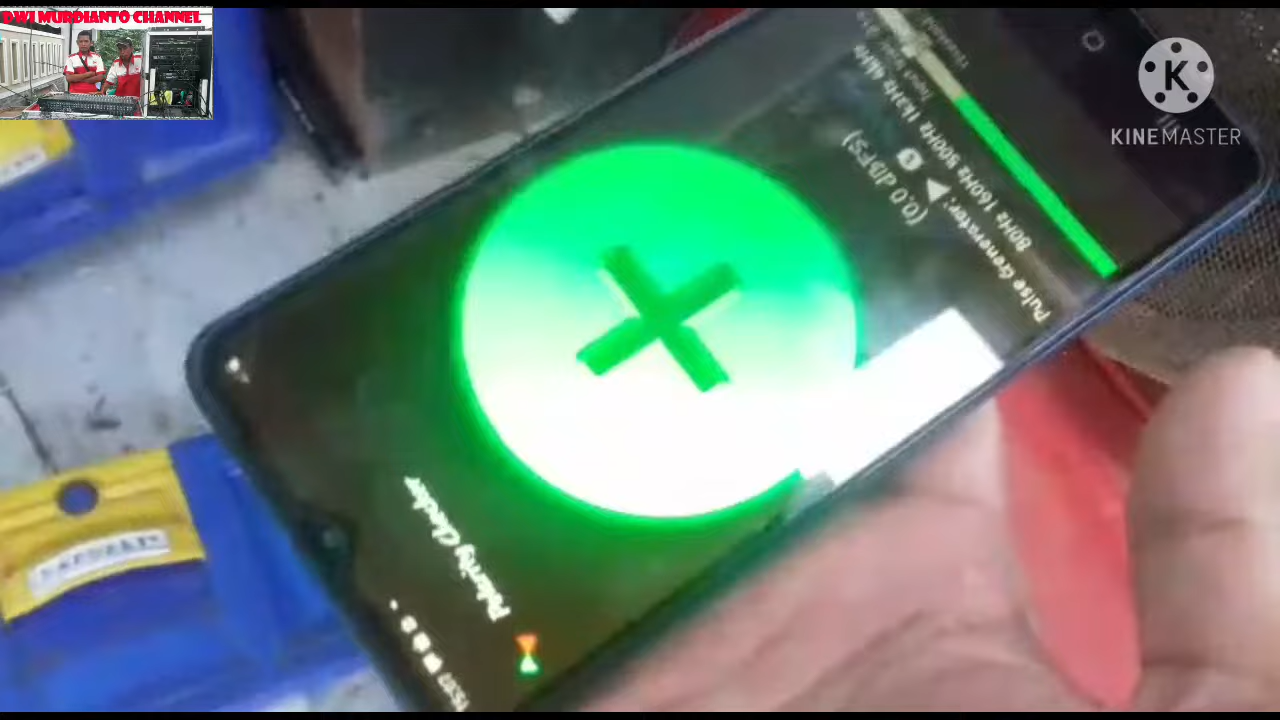 DWI MURDIANTO CHANNEL
K
KINEMASTER
Polarity Checker
(0.0 dBFS)
Pulse Generator:
80Hz 160Hz 500Hz 1kHz 4kHz